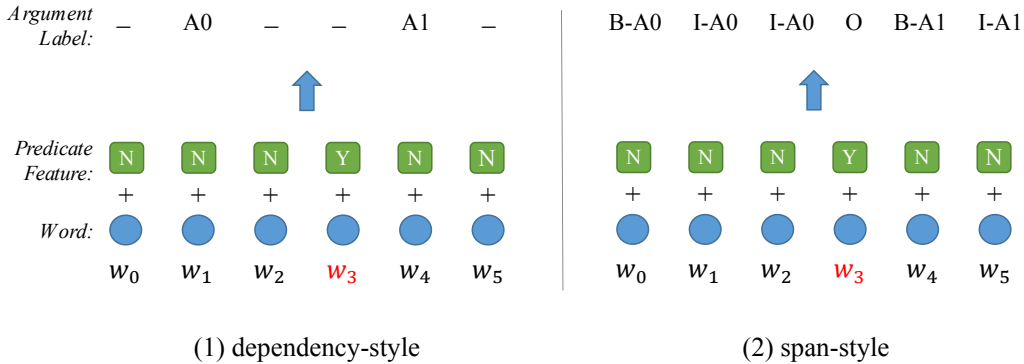 Argument
Label: – A0 – – A1 – B-A0 I-A0 I-A0 O B-A1 I-A1
Predicate
Feature: N N N Y N N N N N Y N N
+ + + + + + + + + + + +
Word:
w₀ w₁ w₂ w₃ w₄ w₅ w₀ w₁ w₂ w₃ w₄ w₅
(1) dependency-style (2) span-style